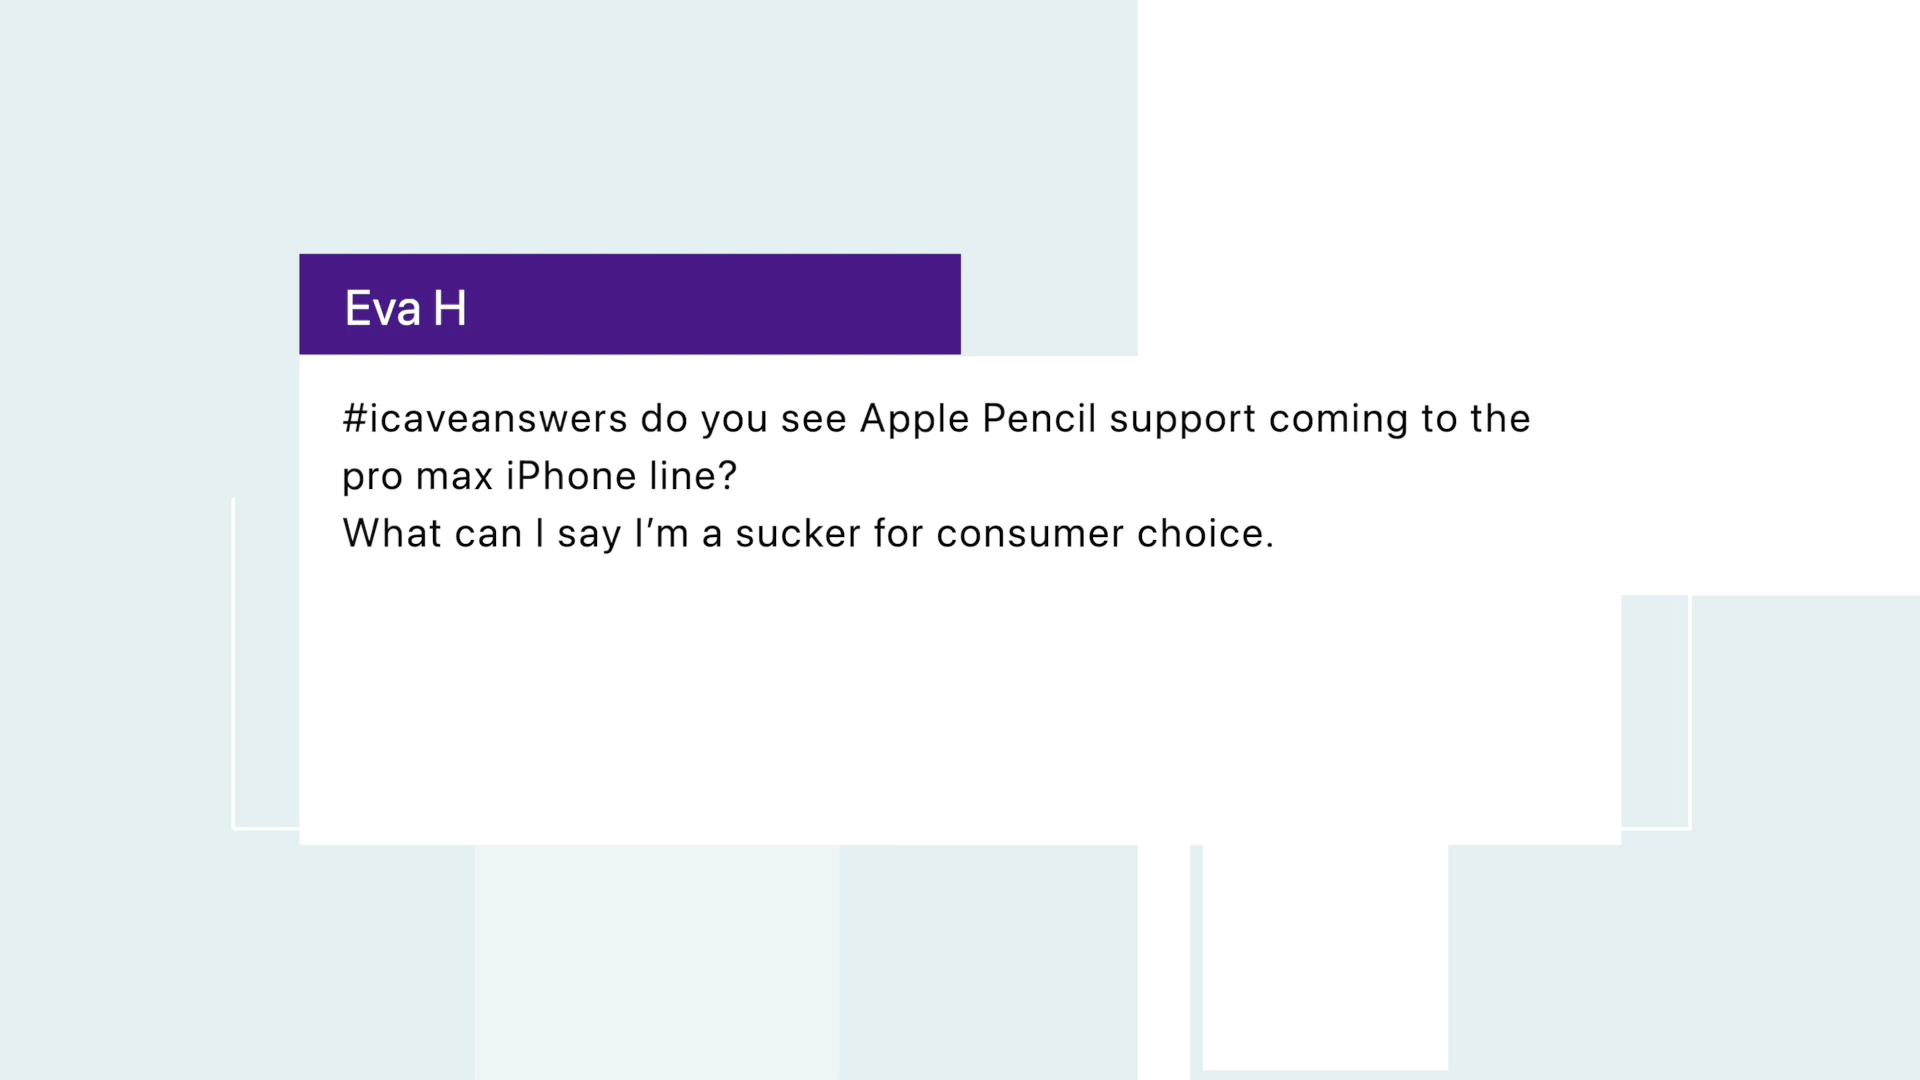 Eva H
#icaveanswers do you see Apple Pencil support coming to the
pro max iPhone line?
What can I say I’m a sucker for consumer choice.